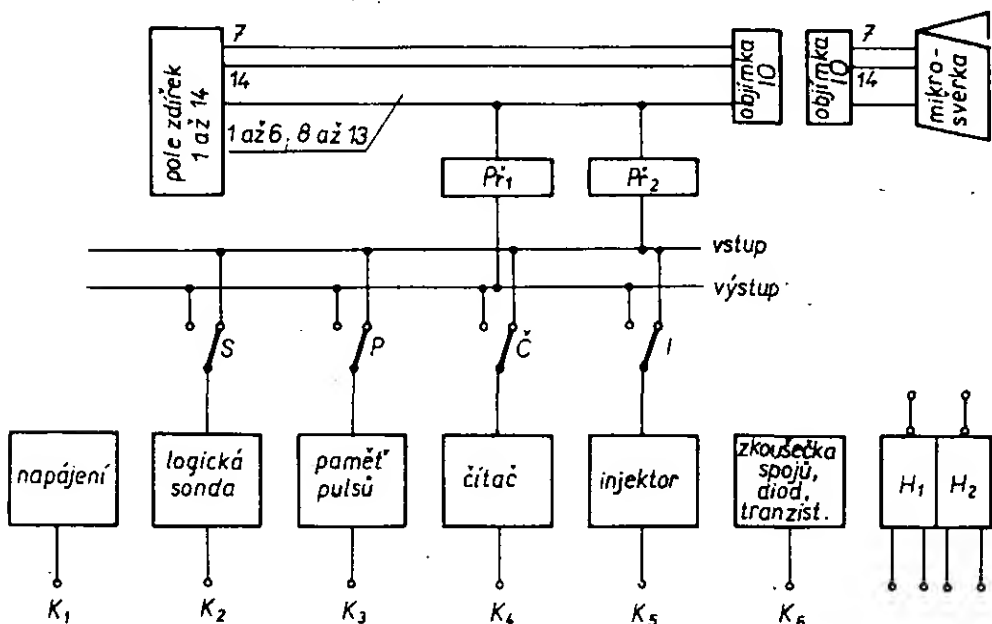 pole zdířek
1 až 14
7
14
1 až 6, 8 až 13
objímka
IO
objímka
IO
7
14
mikro-
svěrka
Př₁
Př₂
vstup
výstup
S
P
Č
I
napájení
logická
sonda
paměť
pulsů
čítač
injektor
zkoušečka
spojů,
diod,
tranzist.
H₁
H₂
K₁
K₂
K₃
K₄
K₅
K₆